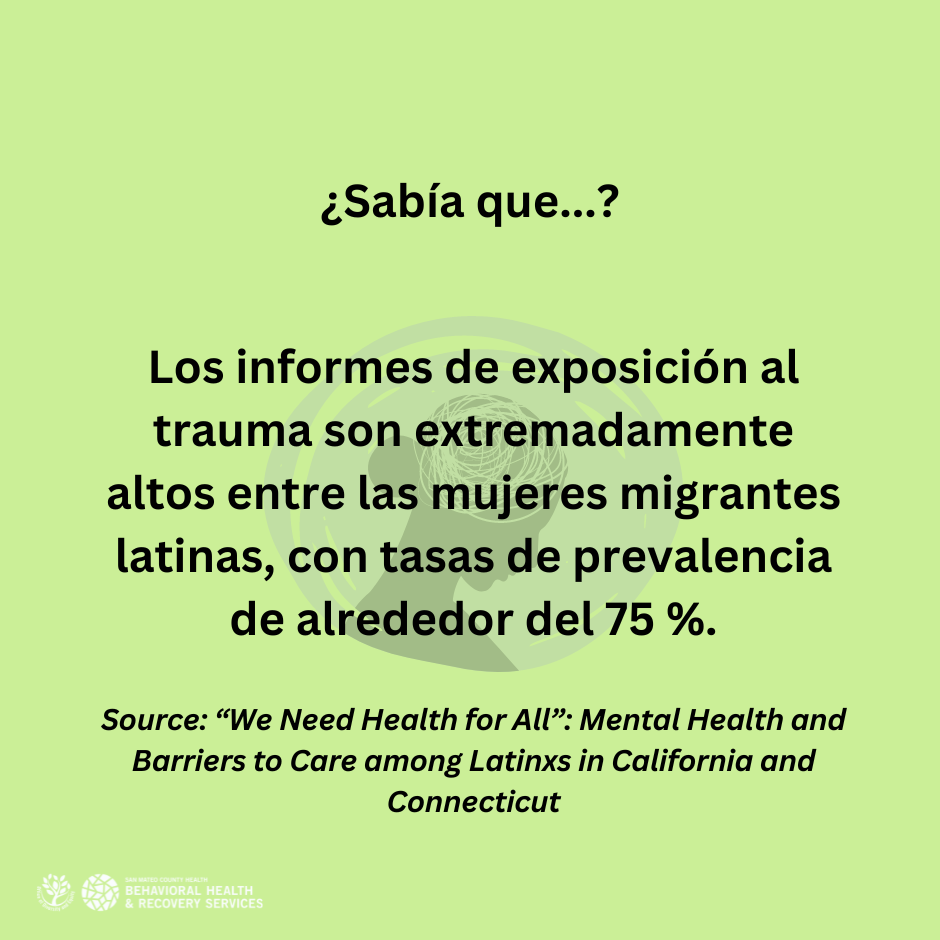 ¿Sabía que...?
Los informes de exposición al
trauma son extremadamente
altos entre las mujeres migrantes
latinas, con tasas de prevalencia
de alrededor del 75 %.
Source: “We Need Health for All”: Mental Health and
Barriers to Care among Latinxs in California and
Connecticut
SAN MATEO COUNTY HEALTH
BEHAVIORAL HEALTH
& RECOVERY SERVICES